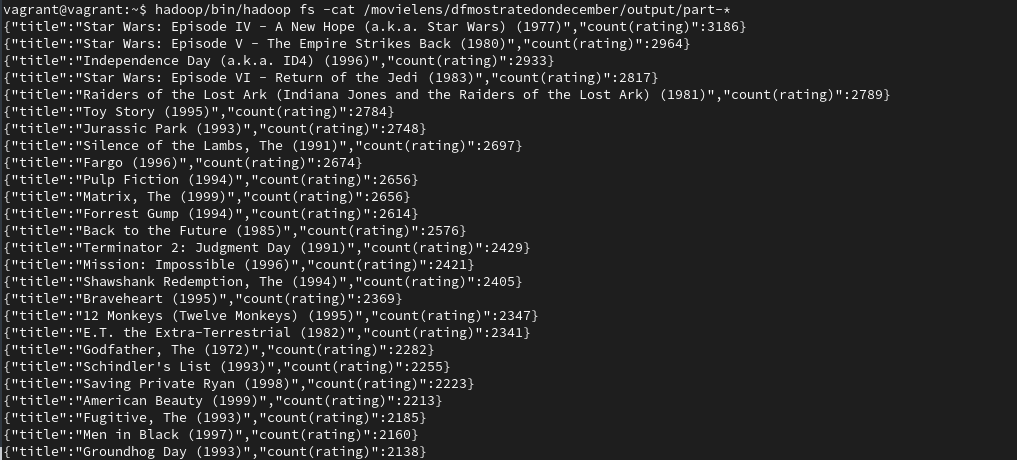 vagrant@vagrant:~$ hadoop/bin/hadoop fs -cat /movielens/dfmostratedondecember/output/part-*
{"title":"Star Wars: Episode IV - A New Hope (a.k.a. Star Wars) (1977)","count(rating)":3186}
{"title":"Star Wars: Episode V - The Empire Strikes Back (1980)","count(rating)":2964}
{"title":"Independence Day (a.k.a. ID4) (1996)","count(rating)":2933}
{"title":"Star Wars: Episode VI - Return of the Jedi (1983)","count(rating)":2817}
{"title":"Raiders of the Lost Ark (Indiana Jones and the Raiders of the Lost Ark) (1981)","count(rating)":2789}
{"title":"Toy Story (1995)","count(rating)":2784}
{"title":"Jurassic Park (1993)","count(rating)":2748}
{"title":"Silence of the Lambs, The (1991)","count(rating)":2697}
{"title":"Fargo (1996)","count(rating)":2674}
{"title":"Pulp Fiction (1994)","count(rating)":2656}
{"title":"Matrix, The (1999)","count(rating)":2656}
{"title":"Forrest Gump (1994)","count(rating)":2614}
{"title":"Back to the Future (1985)","count(rating)":2576}
{"title":"Terminator 2: Judgment Day (1991)","count(rating)":2429}
{"title":"Mission: Impossible (1996)","count(rating)":2421}
{"title":"Shawshank Redemption, The (1994)","count(rating)":2405}
{"title":"Braveheart (1995)","count(rating)":2369}
{"title":"12 Monkeys (Twelve Monkeys) (1995)","count(rating)":2347}
{"title":"E.T. the Extra-Terrestrial (1982)","count(rating)":2341}
{"title":"Godfather, The (1972)","count(rating)":2282}
{"title":"Schindler's List (1993)","count(rating)":2255}
{"title":"Saving Private Ryan (1998)","count(rating)":2223}
{"title":"American Beauty (1999)","count(rating)":2213}
{"title":"Fugitive, The (1993)","count(rating)":2185}
{"title":"Men in Black (1997)","count(rating)":2160}
{"title":"Groundhog Day (1993)","count(rating)":2138}